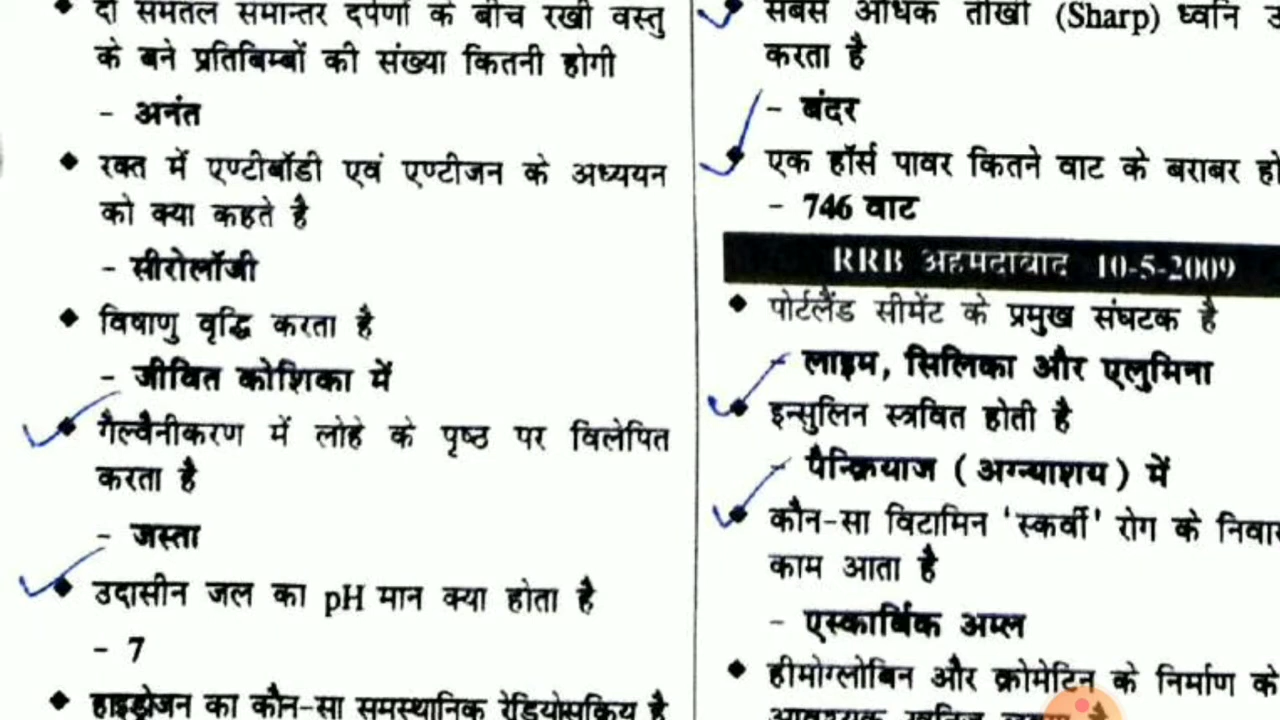 दो समतल समान्तर दर्पणों के बीच रखी वस्तु
के बने प्रतिबिम्बों की संख्या कितनी होगी
- अनंत
रक्त में एण्टीबॉडी एवं एण्टीजन के अध्ययन
को क्या कहते है
- सीरोलॉजी
विषाणु वृद्धि करता है
- जीवित कोशिका में
गैल्वैनीकरण में लोहे के पृष्ठ पर विलेपित
करता है
- जस्ता
उदासीन जल का pH मान क्या होता है
- 7
हाइड्रोजन का कौन-सा समस्थानिक रेडियोसक्रिय है
सबसे अधिक तीखी (Sharp) ध्वनि
करता है
- बंदर
एक हॉर्स पावर कितने वाट के बराबर हो
- 746 वाट
RRB अहमदाबाद 10-5-2009
पोर्टलैंड सीमेंट के प्रमुख संघटक है
- लाइम, सिलिका और एलुमिना
इन्सुलिन स्त्रवित होती है
- पैन्क्रियाज (अग्न्याशय) में
कौन-सा विटामिन 'स्कर्वी' रोग के निवार
काम आता है
- एस्कार्बिक अम्ल
हीमोग्लोबिन और क्रोमेटिन के निर्माण के